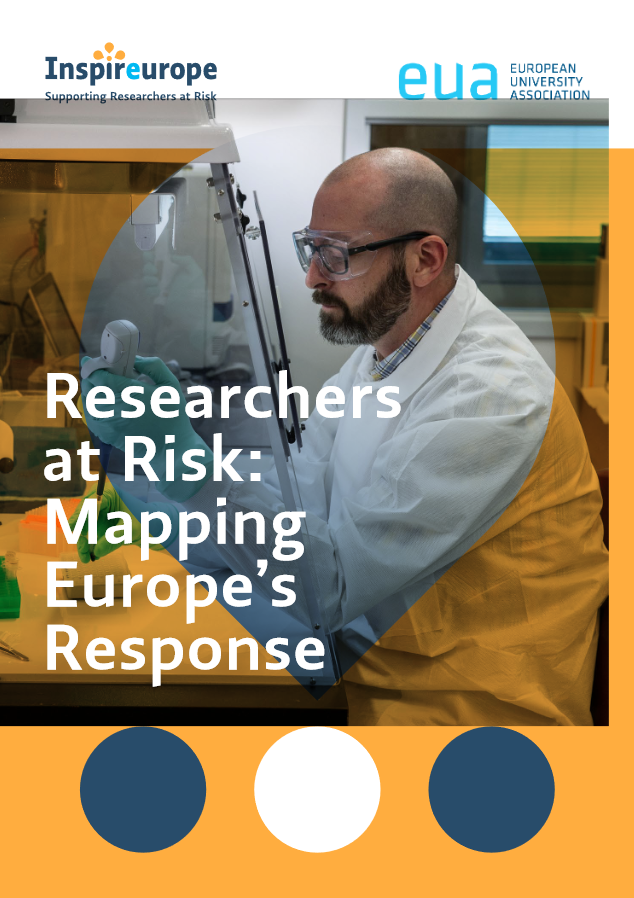 Inspireurope
Supporting Researchers at Risk
eua
EUROPEAN
UNIVERSITY
ASSOCIATION
Researchers
at Risk:
Mapping
Europe’s
Response